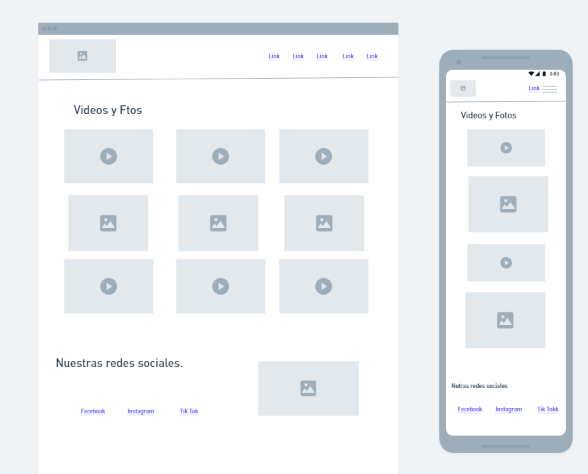 Link Link Link Link Link
Videos y Ftos
Nuestras redes sociales.
Facebook Instagram Tik Tok
3:03
Link
Videos y Fotos
Nutras redes sociales
Facebook Instagram Tik Tokk